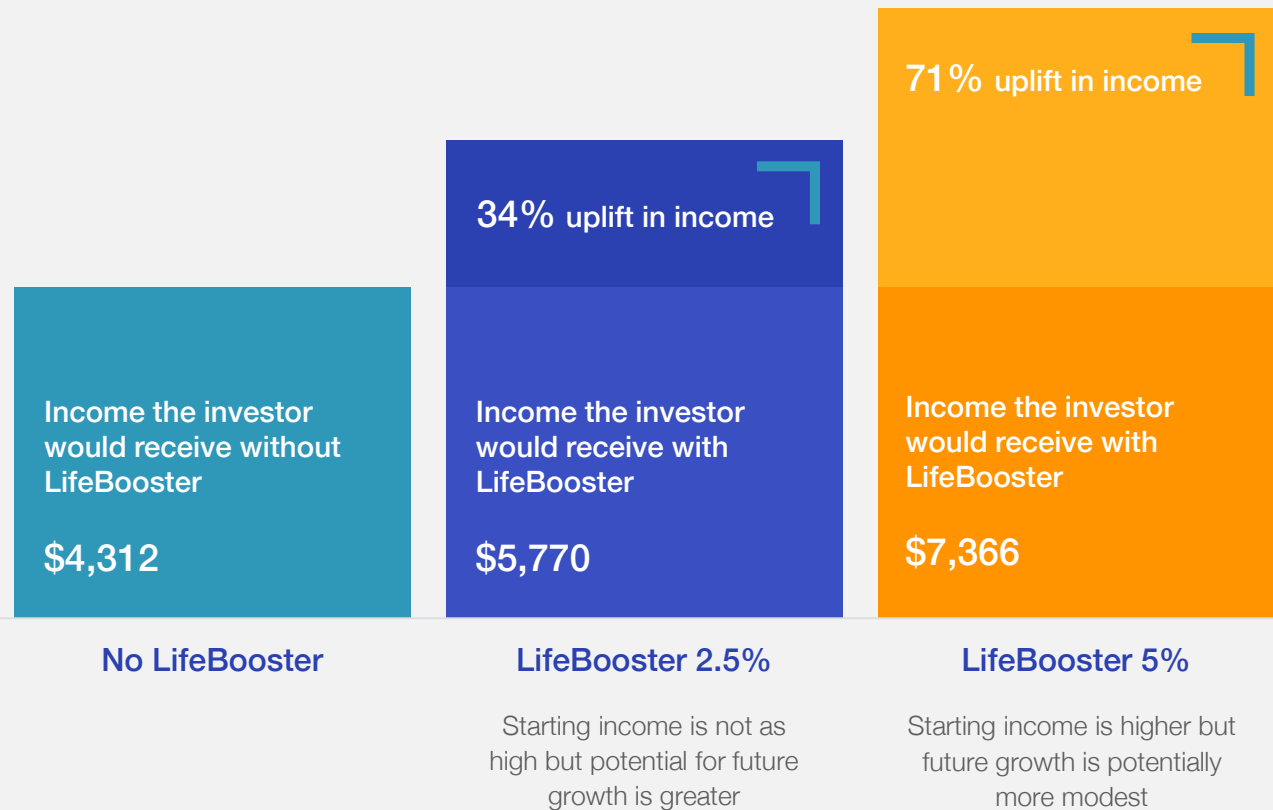 71% uplift in income
34% uplift in income
Income the investor
would receive without
LifeBooster
$4,312
Income the investor
would receive with
LifeBooster
$5,770
Income the investor
would receive with
LifeBooster
$7,366
No LifeBooster
LifeBooster 2.5%
Starting income is not as
high but potential for future
growth is greater
LifeBooster 5%
Starting income is higher but
future growth is potentially
more modest